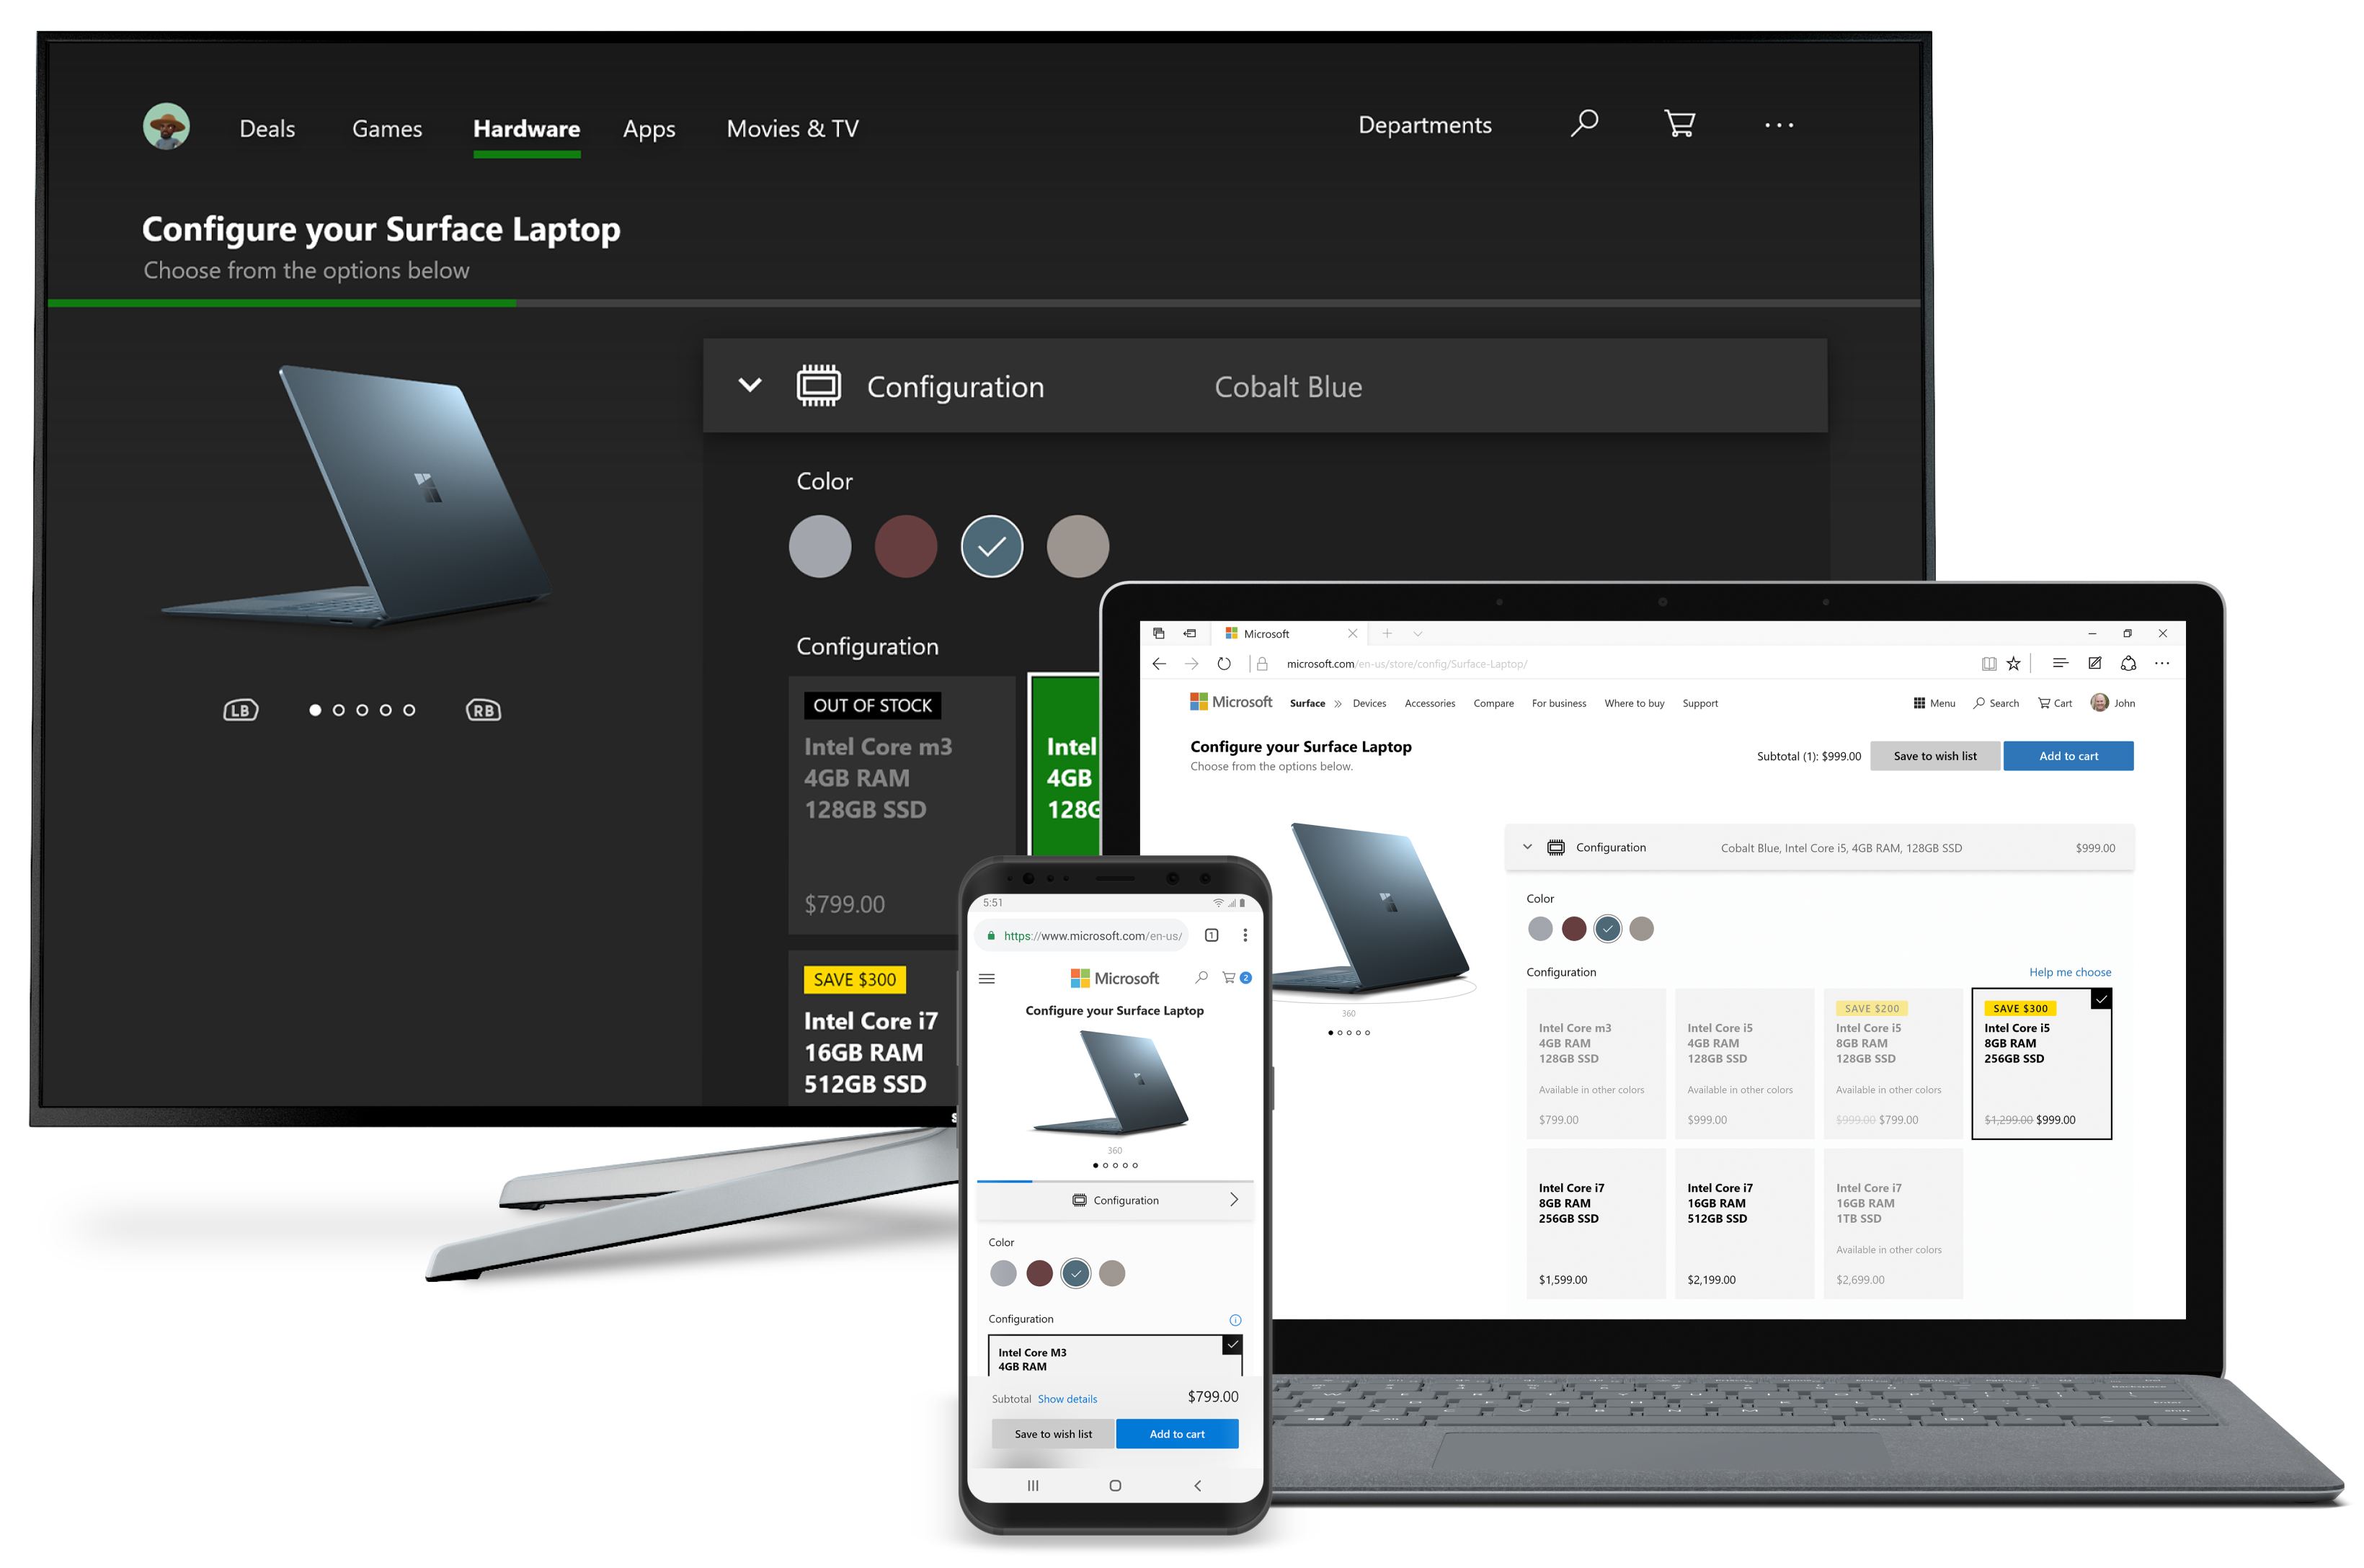 Deals Games Hardware Apps Movies & TV Departments
Configure your Surface Laptop
Choose from the options below
Configuration Cobalt Blue
Color
Configuration
LB RB
OUT OF STOCK
Intel Core m3
4GB RAM
128GB SSD
$799.00
Intel
4GB
SAVE $300
Intel Core i7
16GB RAM
512GB SSD
Microsoft
microsoft.com/en-us/store/config/Surface-Laptop/
Microsoft Surface Devices Accessories Compare For business Where to buy Support Menu Search Cart John
Configure your Surface Laptop
Choose from the options below.
Subtotal (1): $999.00 Save to wish list Add to cart
Configuration Cobalt Blue, Intel Core i5, 4GB RAM, 128GB SSD $999.00
Color
Configuration Help me choose
360
Intel Core m3
4GB RAM
128GB SSD
Available in other colors
$799.00
Intel Core i5
4GB RAM
128GB SSD
Available in other colors
$999.00
SAVE $200
Intel Core i5
8GB RAM
128GB SSD
Available in other colors
$999.00 $799.00
SAVE $300
Intel Core i5
8GB RAM
256GB SSD
$1,299.00 $999.00
Intel Core i7
8GB RAM
256GB SSD
$1,599.00
Intel Core i7
16GB RAM
512GB SSD
$2,199.00
Intel Core i7
16GB RAM
1TB SSD
Available in other colors
$2,699.00
5:51
https://www.microsoft.com/en-us/ 1
Microsoft 2
Configure your Surface Laptop
360
Configuration
Color
Configuration
Intel Core M3
4GB RAM
Subtotal Show details $799.00
Save to wish list Add to cart